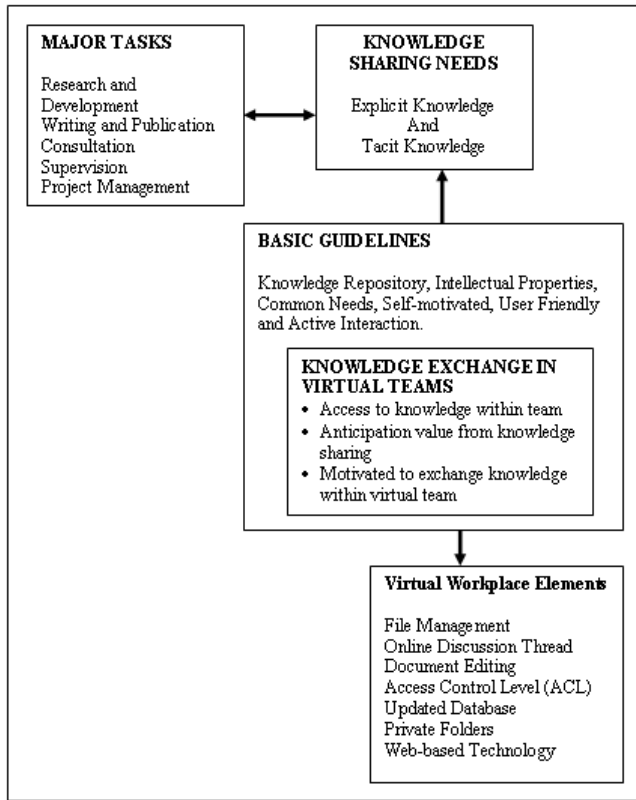 MAJOR TASKS
Research and
Development
Writing and Publication
Consultation
Supervision
Project Management
KNOWLEDGE
SHARING NEEDS
Explicit Knowledge
And
Tacit Knowledge
BASIC GUIDELINES
Knowledge Repository, Intellectual Properties,
Common Needs, Self-motivated, User Friendly
and Active Interaction.
KNOWLEDGE EXCHANGE IN
VIRTUAL TEAMS
• Access to knowledge within team
• Anticipation value from knowledge
sharing
• Motivated to exchange knowledge
within virtual team
Virtual Workplace Elements
File Management
Online Discussion Thread
Document Editing
Access Control Level (ACL)
Updated Database
Private Folders
Web-based Technology